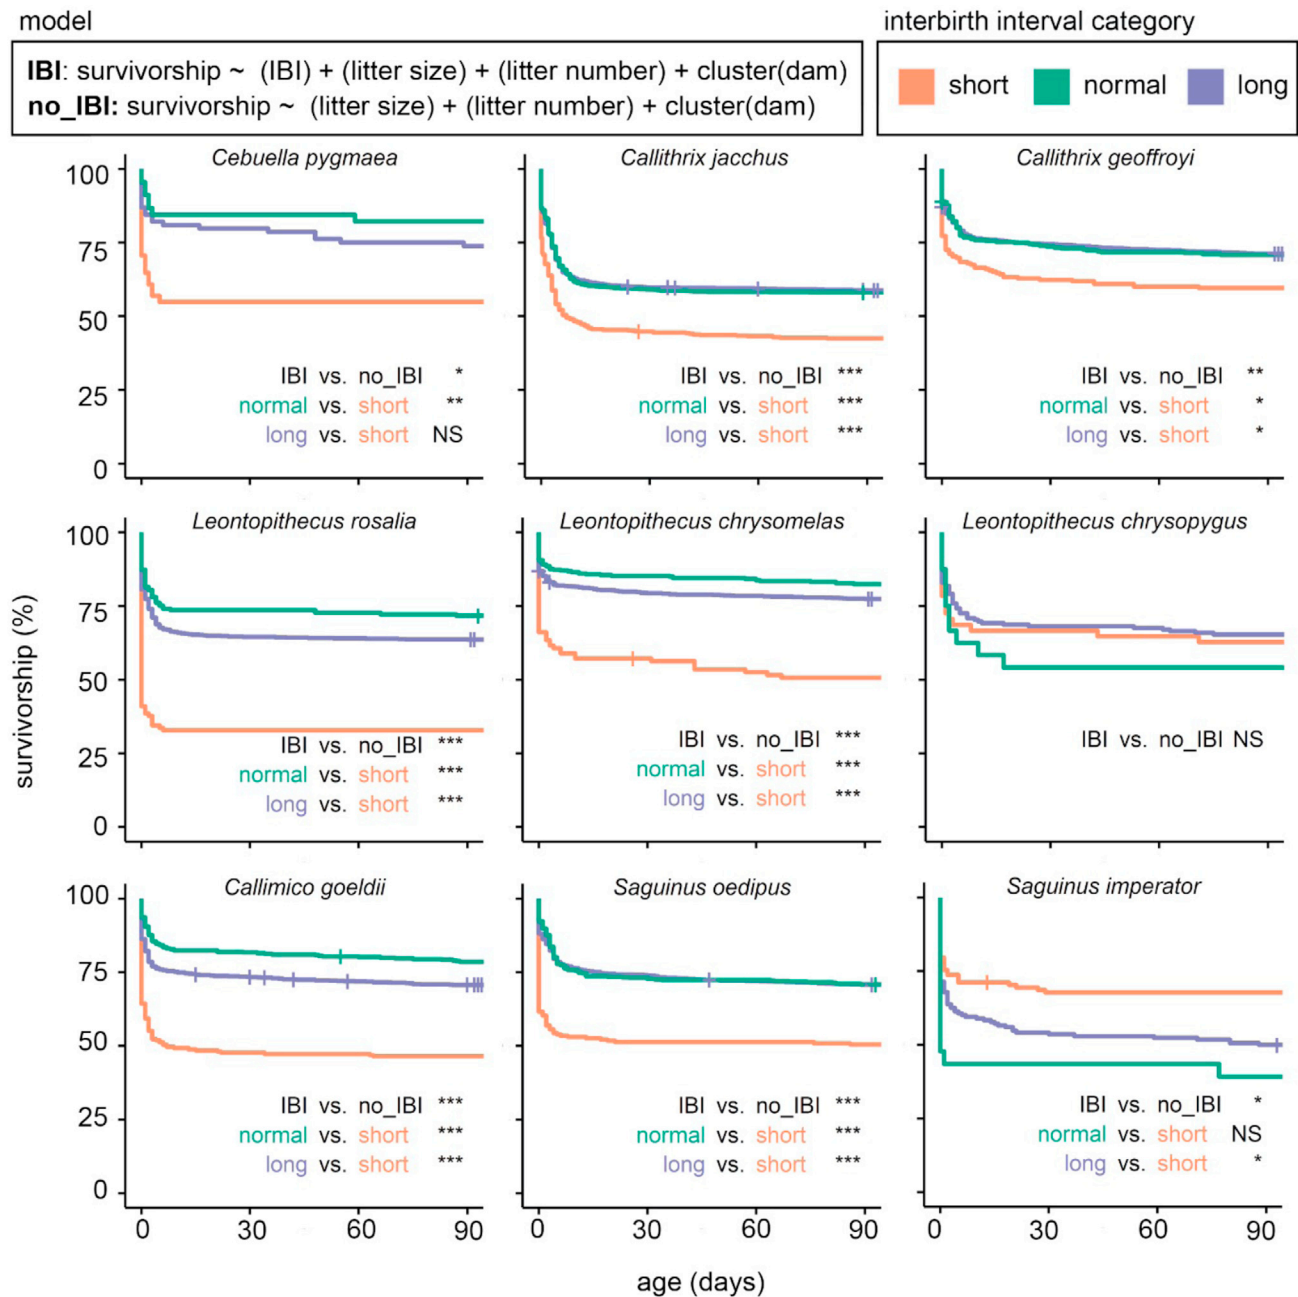 model
interbirth interval category
IBI: survivorship ~ (IBI) + (litter size) + (litter number) + cluster(dam)
no_IBI: survivorship ~ (litter size) + (litter number) + cluster(dam)
short normal long
Cebuella pygmaea
100
75
50
25
0
IBI vs. no_IBI *
normal vs. short **
long vs. short NS
Callithrix jacchus
IBI vs. no_IBI ***
normal vs. short ***
long vs. short ***
Callithrix geoffroyi
IBI vs. no_IBI **
normal vs. short *
long vs. short *
survivorship (%)
Leontopithecus rosalia
100
75
50
25
0
IBI vs. no_IBI ***
normal vs. short ***
long vs. short ***
Leontopithecus chrysomelas
IBI vs. no_IBI ***
normal vs. short ***
long vs. short ***
Leontopithecus chrysopygus
IBI vs. no_IBI NS
Callimico goeldii
100
75
50
25
0
IBI vs. no_IBI ***
normal vs. short ***
long vs. short ***
0 30 60 90
Saguinus oedipus
IBI vs. no_IBI ***
normal vs. short ***
long vs. short ***
0 30 60 90
Saguinus imperator
IBI vs. no_IBI *
normal vs. short NS
long vs. short *
0 30 60 90
age (days)